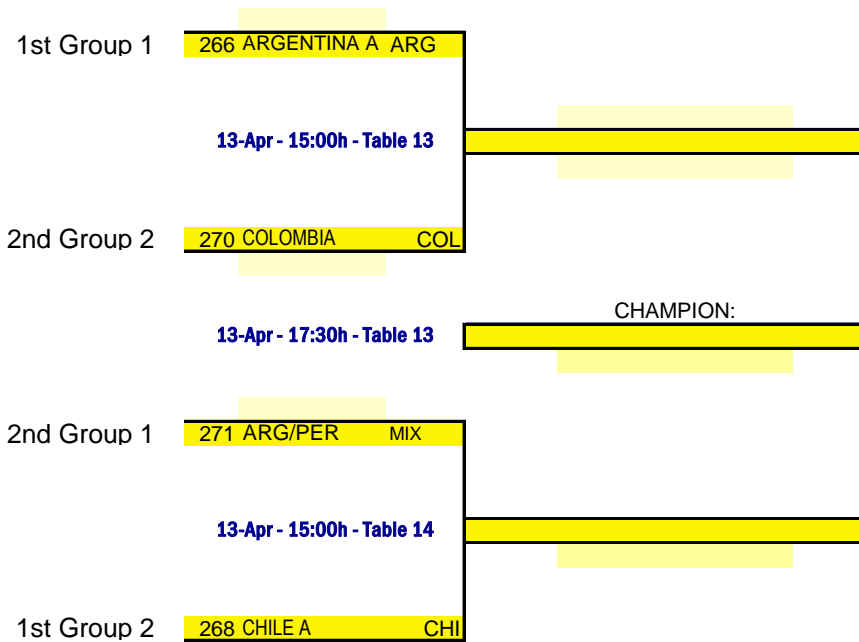 1st Group 1 266 ARGENTINA A ARG
13-Apr - 15:00h - Table 13
2nd Group 2 270 COLOMBIA COL
CHAMPION:
13-Apr - 17:30h - Table 13
2nd Group 1 271 ARG/PER MIX
13-Apr - 15:00h - Table 14
1st Group 2 268 CHILE A CHI